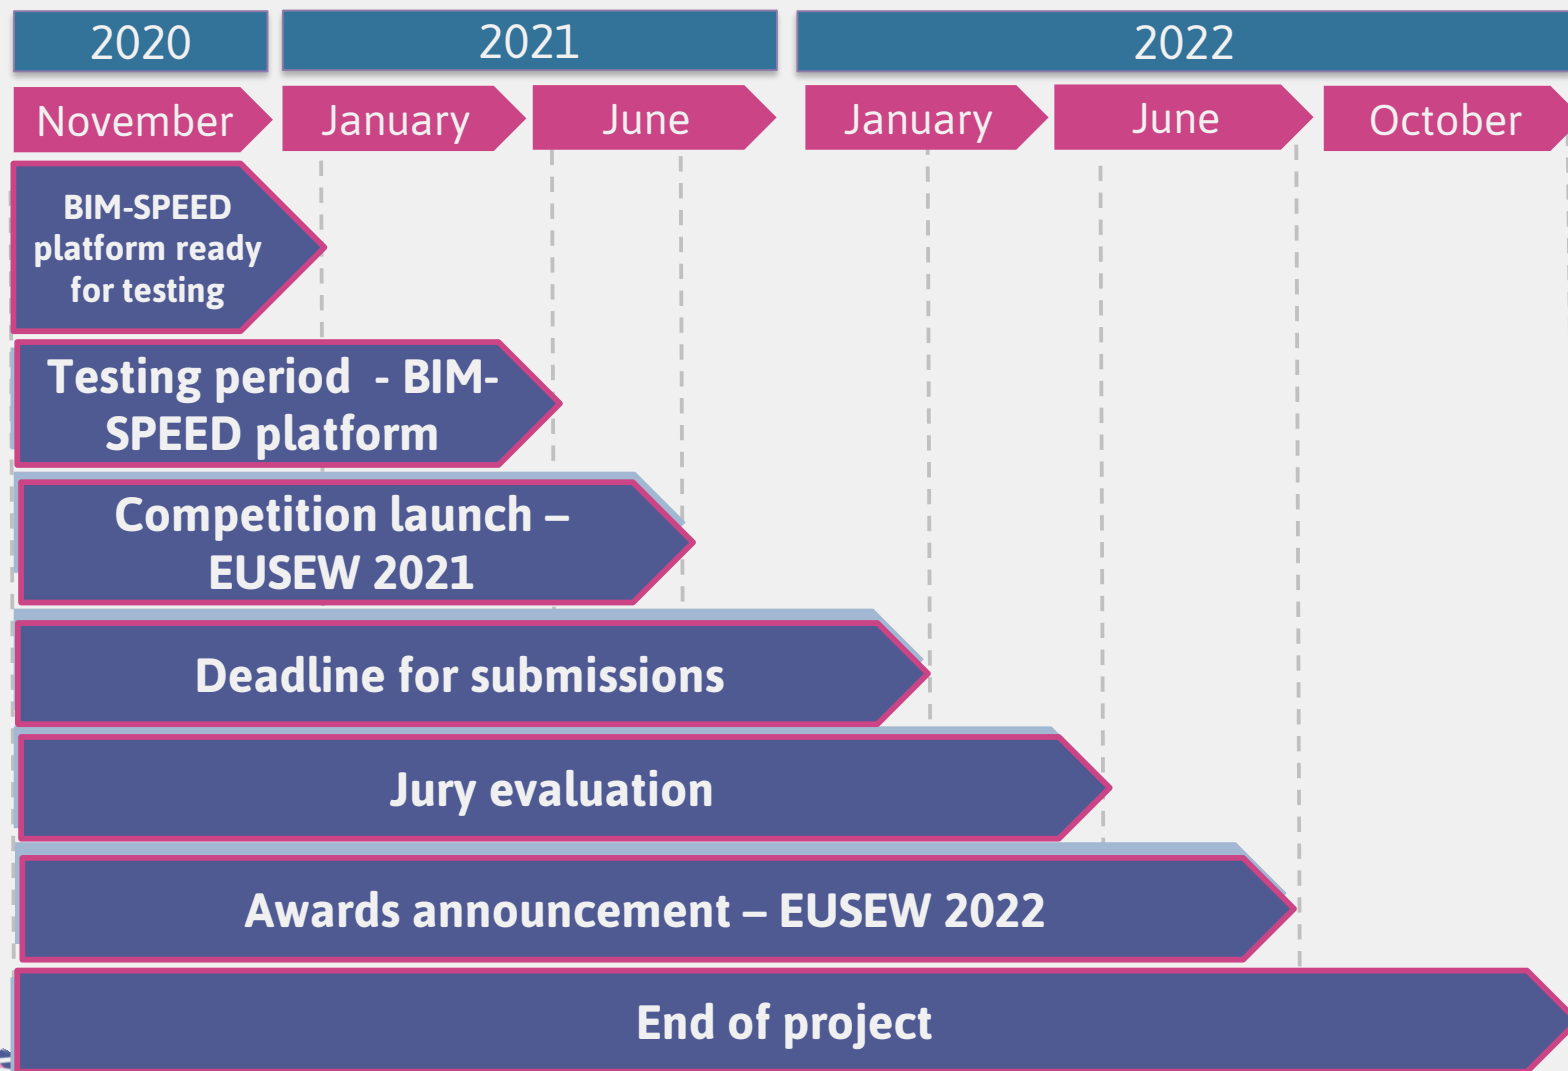 2020 2021 2022
November January June January June October
BIM-SPEED
platform ready
for testing
Testing period - BIM-
SPEED platform
Competition launch –
EUSEW 2021
Deadline for submissions
Jury evaluation
Awards announcement – EUSEW 2022
End of project